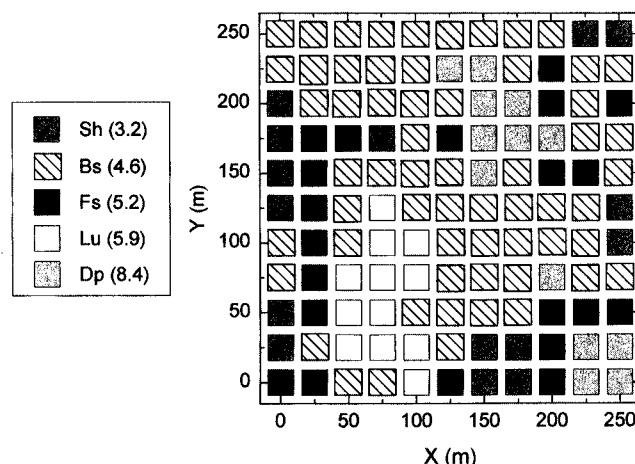 250
200
150
100
50
0
Y (m)
0 50 100 150 200 250
X (m)
Sh (3.2)
Bs (4.6)
Fs (5.2)
Lu (5.9)
Dp (8.4)